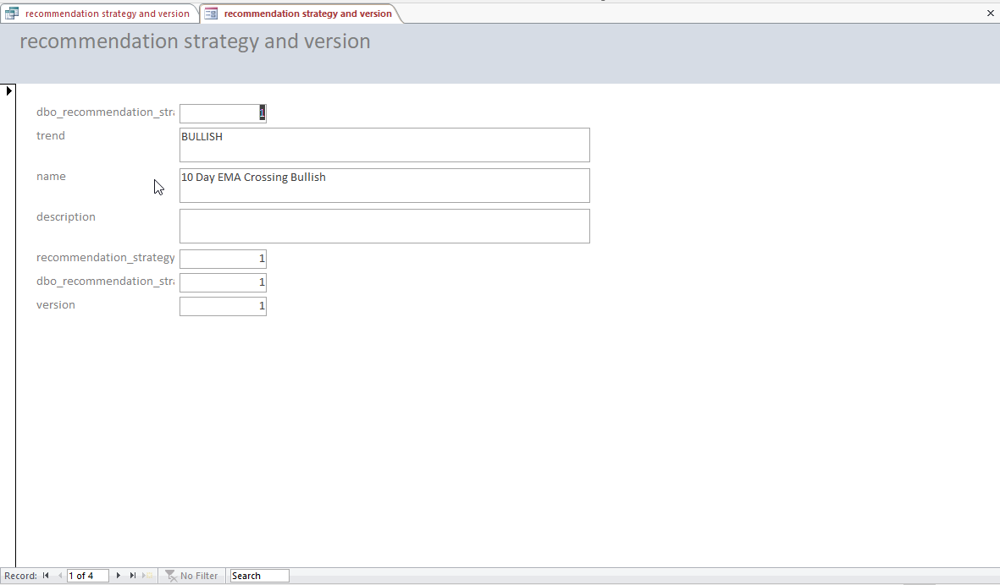 recommendation strategy and version
recommendation strategy and version
recommendation strategy and version
dbo_recommendation_stra
1
trend
BULLISH
name
10 Day EMA Crossing Bullish
description
recommendation_strategy
1
dbo_recommendation_stra
1
version
1
Record: 1 of 4 No Filter Search